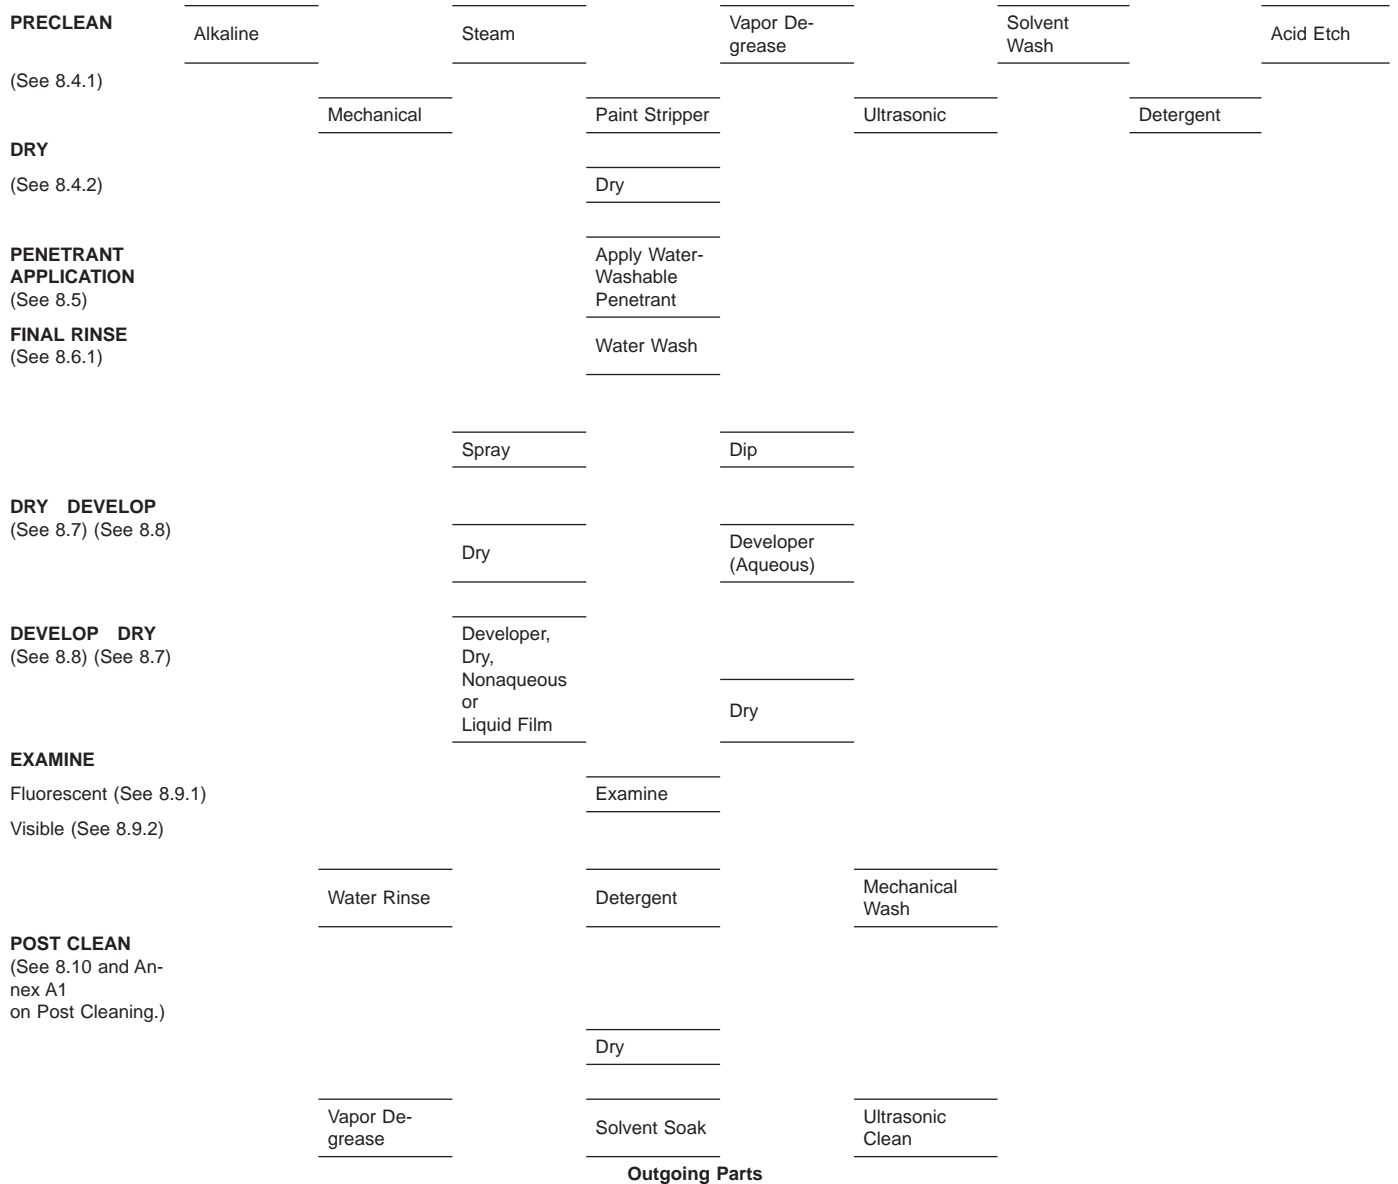 PRECLEAN
Alkaline
Steam
Vapor De-
grease
Solvent
Wash
Acid Etch
(See 8.4.1)
Mechanical
Paint Stripper
Ultrasonic
Detergent
DRY
(See 8.4.2)
Dry
PENETRANT
APPLICATION
(See 8.5)
Apply Water-
Washable
Penetrant
FINAL RINSE
(See 8.6.1)
Water Wash
Spray
Dip
DRY DEVELOP
(See 8.7) (See 8.8)
Dry
Developer
(Aqueous)
DEVELOP DRY
(See 8.8) (See 8.7)
Developer,
Dry,
Nonaqueous
or
Liquid Film
Dry
EXAMINE
Fluorescent (See 8.9.1)
Examine
Visible (See 8.9.2)
Water Rinse
Detergent
Mechanical
Wash
POST CLEAN
(See 8.10 and An-
nex A1
on Post Cleaning.)
Dry
Vapor De-
grease
Solvent Soak
Ultrasonic
Clean
Outgoing Parts